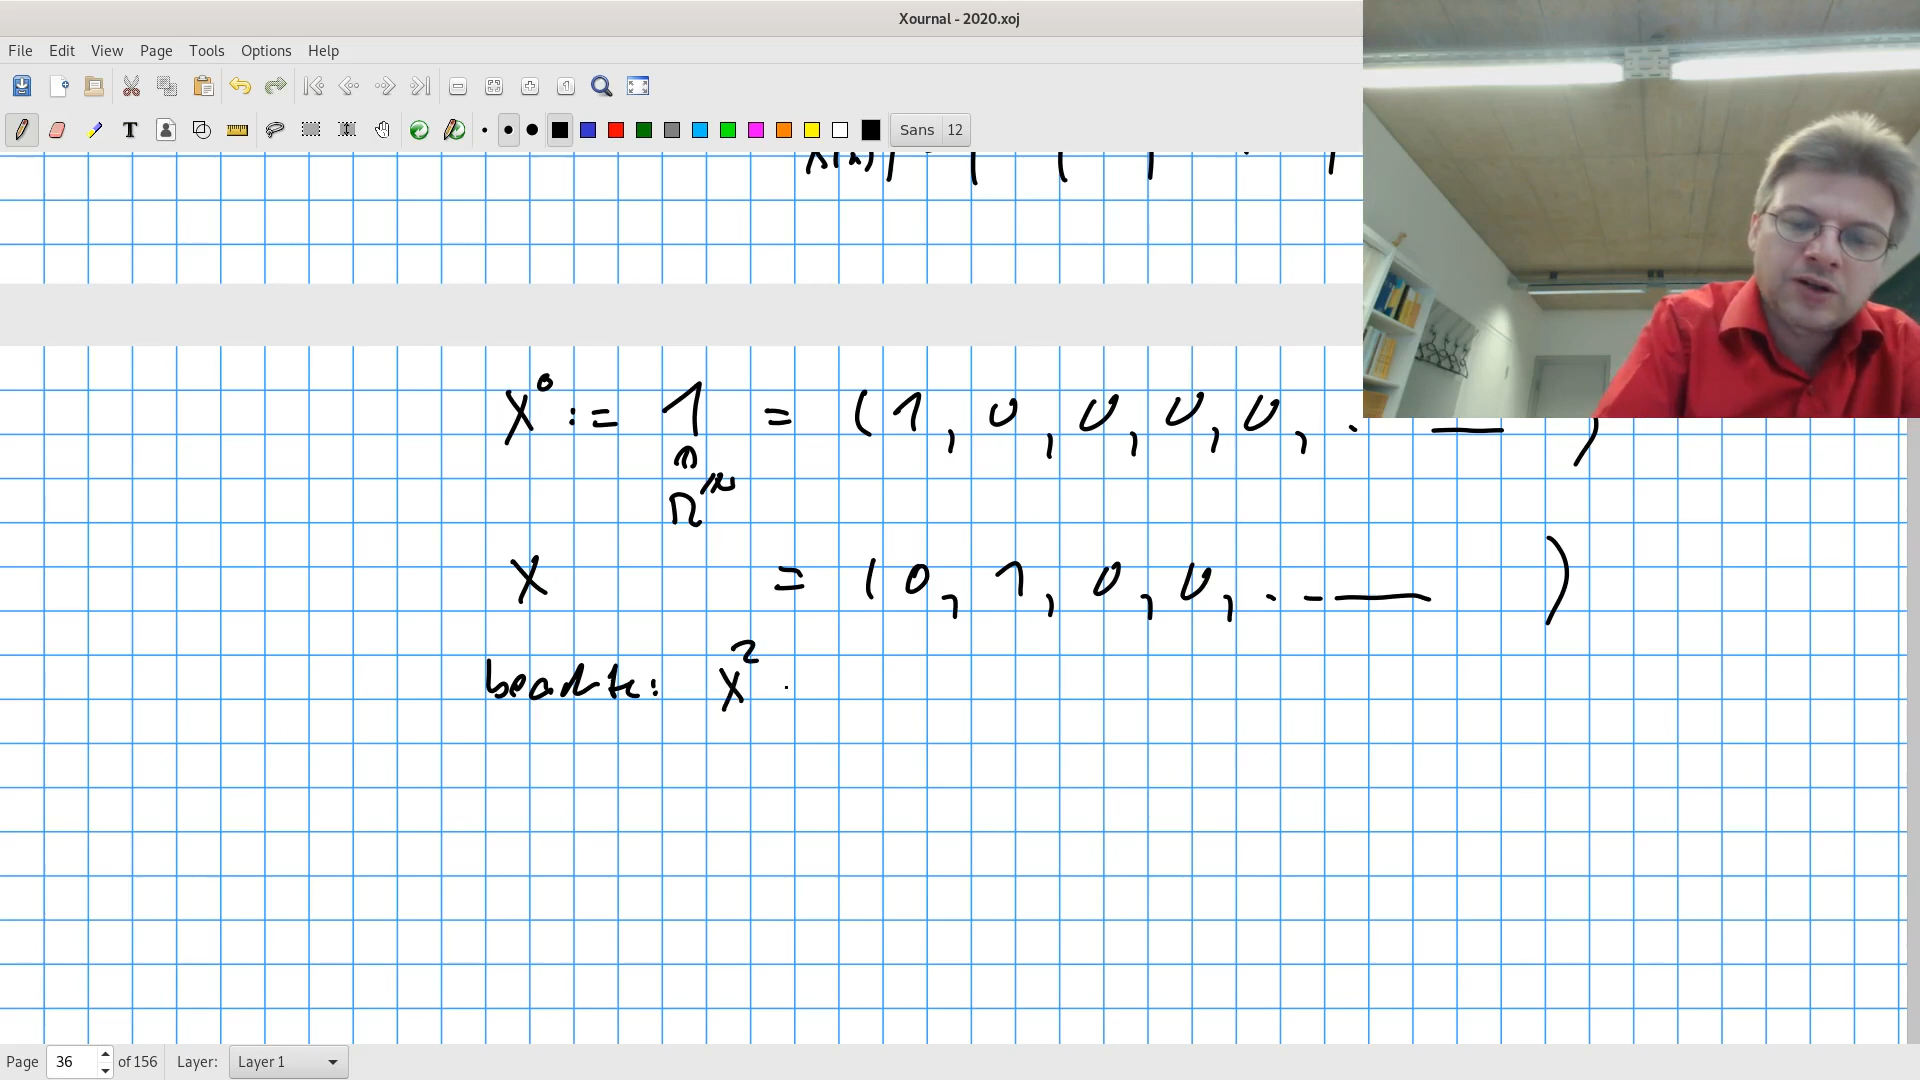 Xournal - 2020.xoj
File Edit View Page Tools Options Help
T Sans 12
X(x)
X⁰ := 1 = (1, 0, 0, 0, 0, . — )
∩
R^ℕ
X = (0, 1, 0, 0, . - — )
beachte: X² .
Page 36 of 156 Layer: Layer 1